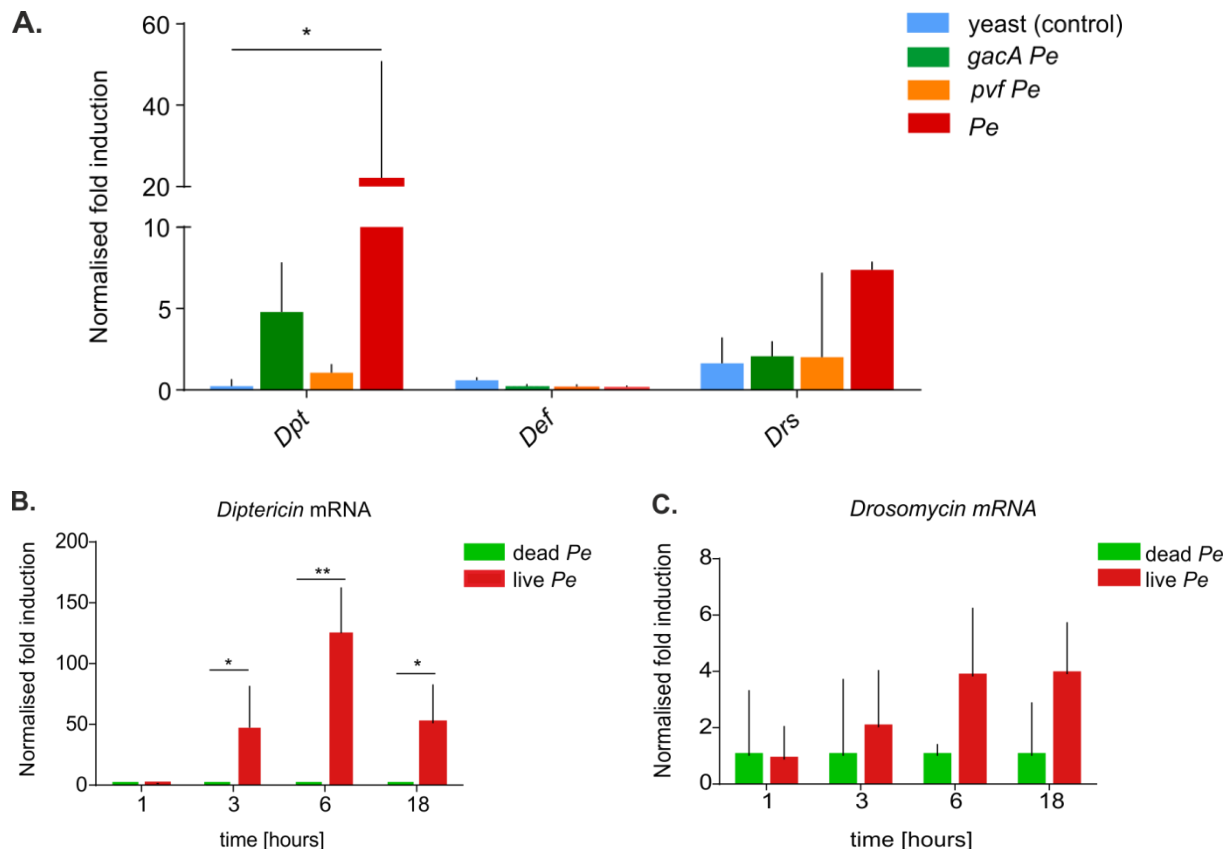 A.
Normalised fold induction
60
40
20
10
5
0
*
yeast (control)
gacA Pe
pvf Pe
Pe
Dpt
Def
Drs
B.
Diptericin mRNA
Normalised fold induction
200
150
100
50
0
*
**
*
dead Pe
live Pe
1 3 6 18
time [hours]
C.
Drosomycin mRNA
Normalised fold induction
8
6
4
2
0
dead Pe
live Pe
1 3 6 18
time [hours]